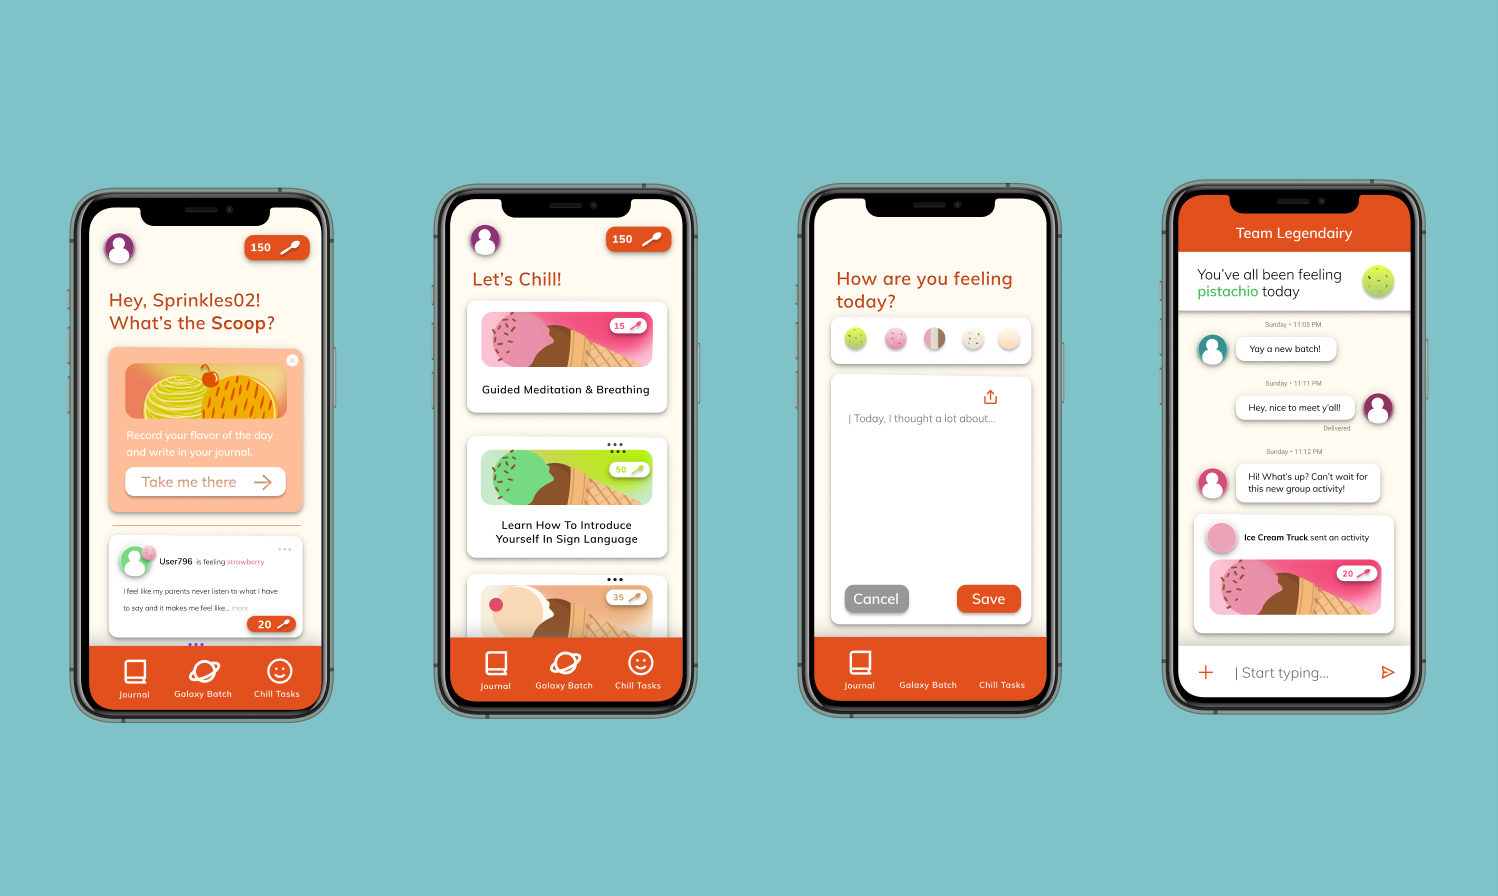 150
Hey, Sprinkles02!
What's the Scoop?
Record your flavor of the day
and write in your journal.
Take me there
User796 is feeling strawberry
I feel like my parents never listen to what I have
to say and it makes me feel like... more
20
Journal
Galaxy Batch
Chill Tasks
150
Let's Chill!
15
Guided Meditation & Breathing
50
Learn How To Introduce
Yourself In Sign Language
35
Journal
Galaxy Batch
Chill Tasks
How are you feeling
today?
| Today, I thought a lot about...
Cancel
Save
Journal
Galaxy Batch
Chill Tasks
Team Legendairy
You've all been feeling
pistachio today
Sunday • 11:05 PM
Yay a new batch!
Sunday • 11:11 PM
Hey, nice to meet y'all!
Delivered
Sunday • 11:12 PM
Hi! What's up? Can't wait for
this new group activity!
Ice Cream Truck sent an activity
20
| Start typing...